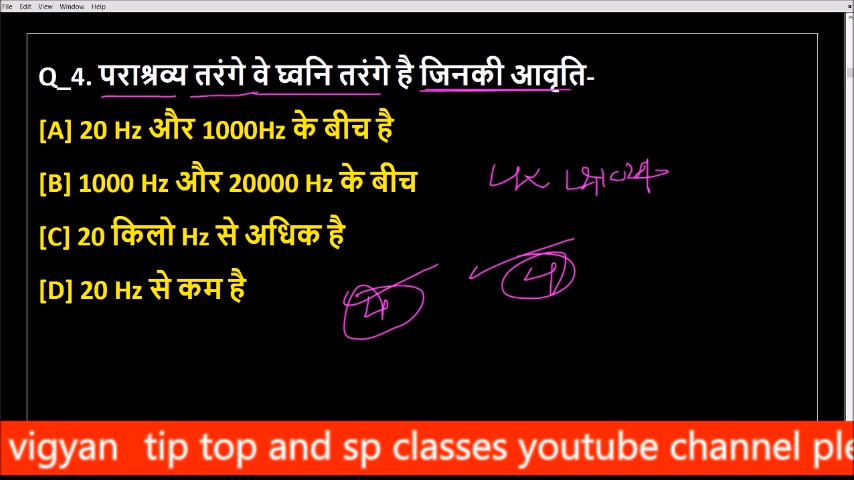 File Edit View Window Help
Q_4. पराश्रव्य तरंगे वे घ्वनि तरंगे है जिनकी आवृति-
[A] 20 Hz और 1000Hz के बीच है
[B] 1000 Hz और 20000 Hz के बीच
[C] 20 किलो Hz से अधिक है
[D] 20 Hz से कम है
vigyan tip top and sp classes youtube channel ple